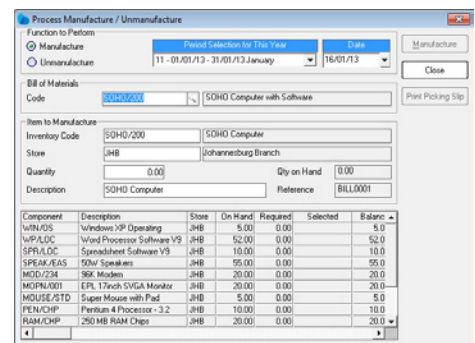 Process Manufacture / Unmanufacture
Function to Perform
Manufacture
Unmanufacture
Period Selection for This Year
Date
11 - 01/01/13 - 31/01/13 January
16/01/13
Manufacture
Close
Print Picking Slip
Bill of Materials
Code
SOHO/200
SOHO Computer with Software
Item to Manufacture
Inventory Code
SOHO/200
SOHO Computer
Store
JHB
Johannesburg Branch
Quantity
0.00
Qty on Hand
0.00
Description
SOHO Computer
Reference
BILL0001
Component Description Store On Hand Required Selected Balanc
WIN/OS Windows XP Operating JHB 5.00 0.00 5.0
WP/LOC Word Processor Software V9 JHB 52.00 0.00 52.0
SPR/LOC Spreadsheet Software V9 JHB 10.00 0.00 10.0
SPEAK/EAS 50W Speakers JHB 55.00 0.00 55.0
MOD/234 96K Modem JHB 20.00 0.00 20.0
MOPN/001 EPL 17inch SVGA Monitor JHB 20.00 0.00 20.0
MOUSE/STD Super Mouse with Pad JHB 5.00 0.00 5.0
PEN/CHP Pentium 4 Processor - 3.2 JHB 10.00 0.00 10.0
RAM/CHP 250 MB RAM Chips JHB 20.00 0.00 20.0